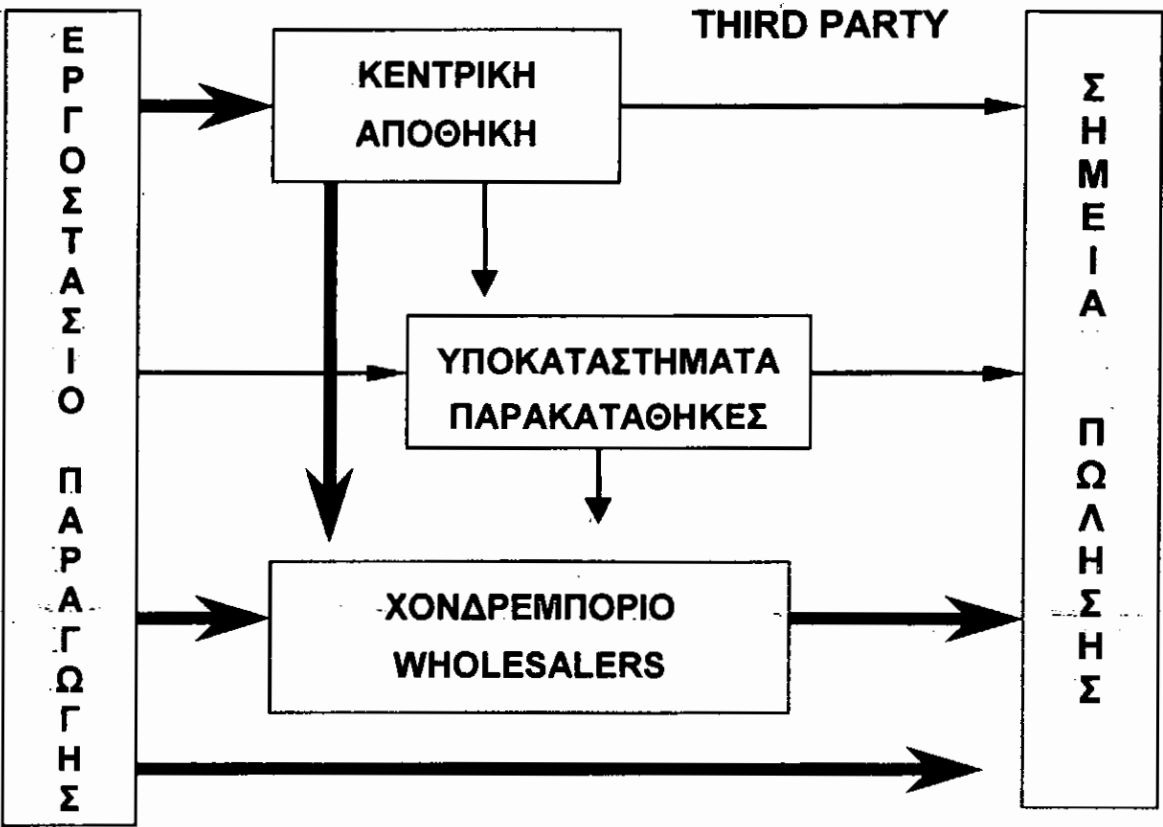 ΕΡΓΟΣΤΑΣΙΟ ΠΑΡΑΓΩΓΗΣ
THIRD PARTY
ΚΕΝΤΡΙΚΗ
ΑΠΟΘΗΚΗ
ΥΠΟΚΑΤΑΣΤΗΜΑΤΑ
ΠΑΡΑΚΑΤΑΘΗΚΕΣ
ΧΟΝΔΡΕΜΠΟΡΙΟ
WHOLESALERS
ΣΗΜΕΙΑ ΠΩΛΗΣΗΣ